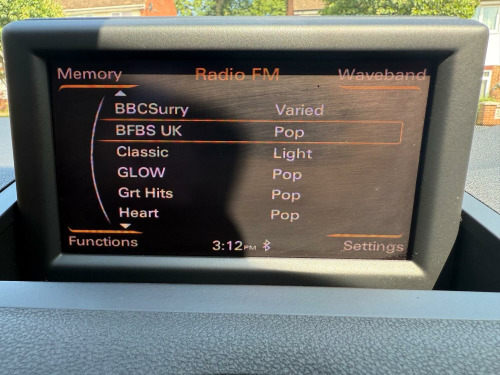 Memory Radio FM Waveband
BBCSurry Varied
BFBS UK Pop
Classic Light
GLOW Pop
Grt Hits Pop
Heart Pop
Functions 3:12PM Settings